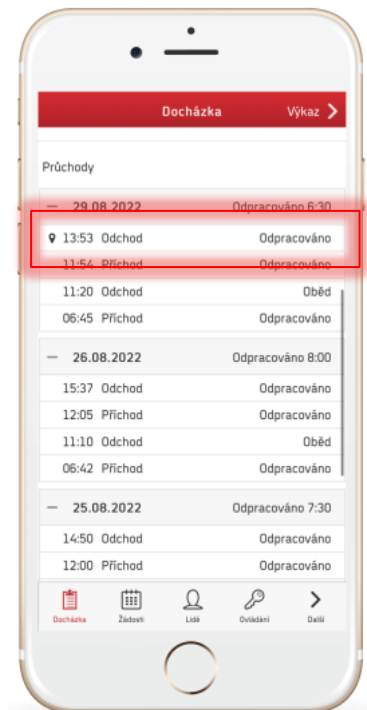 Docházka Výkaz
Průchody
— 29.08.2022 Odpracováno 6:30
13:53 Odchod Odpracováno
11:54 Příchod Odpracováno
11:20 Odchod Oběd
06:45 Příchod Odpracováno
— 26.08.2022 Odpracováno 8:00
15:37 Odchod Odpracováno
12:05 Příchod Odpracováno
11:10 Odchod Oběd
06:42 Příchod Odpracováno
— 25.08.2022 Odpracováno 7:30
14:50 Odchod Odpracováno
12:00 Příchod Odpracováno
Docházka Žádosti Lidé Ovládání Další